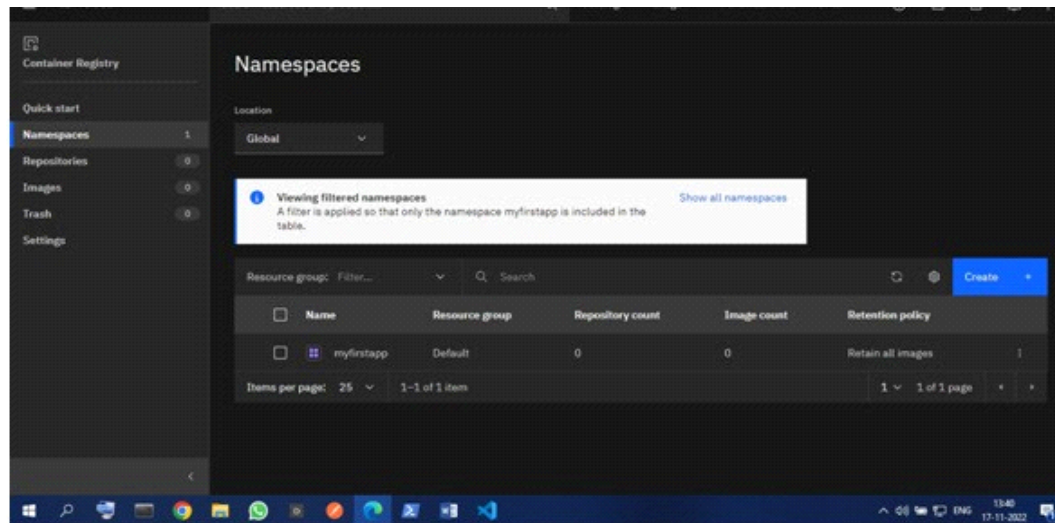 Container Registry
Namespaces
Location
Quick start
Global
Namespaces 1
Repositories 0
Images 0
Trash 0
Settings
Viewing filtered namespaces
Show all namespaces
A filter is applied so that only the namespace myfirstapp is included in the
table.
Resource group: Filter...
Search
Create +
Name Resource group Repository count Image count Retention policy
myfirstapp Default 0 0 Retain all images
Items per page: 25 1–1 of 1 item 1 1 of 1 page
ENG
13:40
17-11-2022